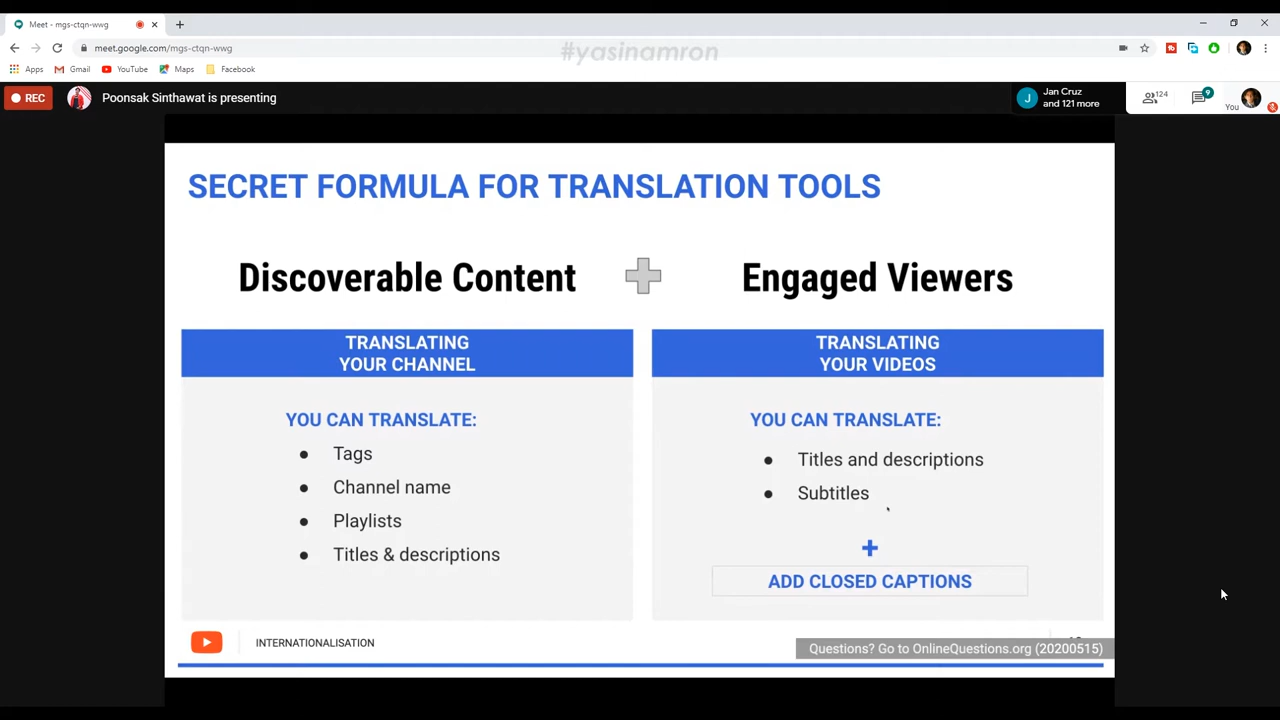 Meet - mgs-ctqn-wwg
meet.google.com/mgs-ctqn-wwg
#yasinamron
Apps
Gmail
YouTube
Maps
Facebook
REC
Poonsak Sinthawat is presenting
J
Jan Cruz
and 121 more
124
9
You
SECRET FORMULA FOR TRANSLATION TOOLS
Discoverable Content
Engaged Viewers
TRANSLATING
YOUR CHANNEL
YOU CAN TRANSLATE:
● Tags
● Channel name
● Playlists
● Titles & descriptions
TRANSLATING
YOUR VIDEOS
YOU CAN TRANSLATE:
● Titles and descriptions
● Subtitles
+
ADD CLOSED CAPTIONS
INTERNATIONALISATION
Questions? Go to OnlineQuestions.org (20200515)